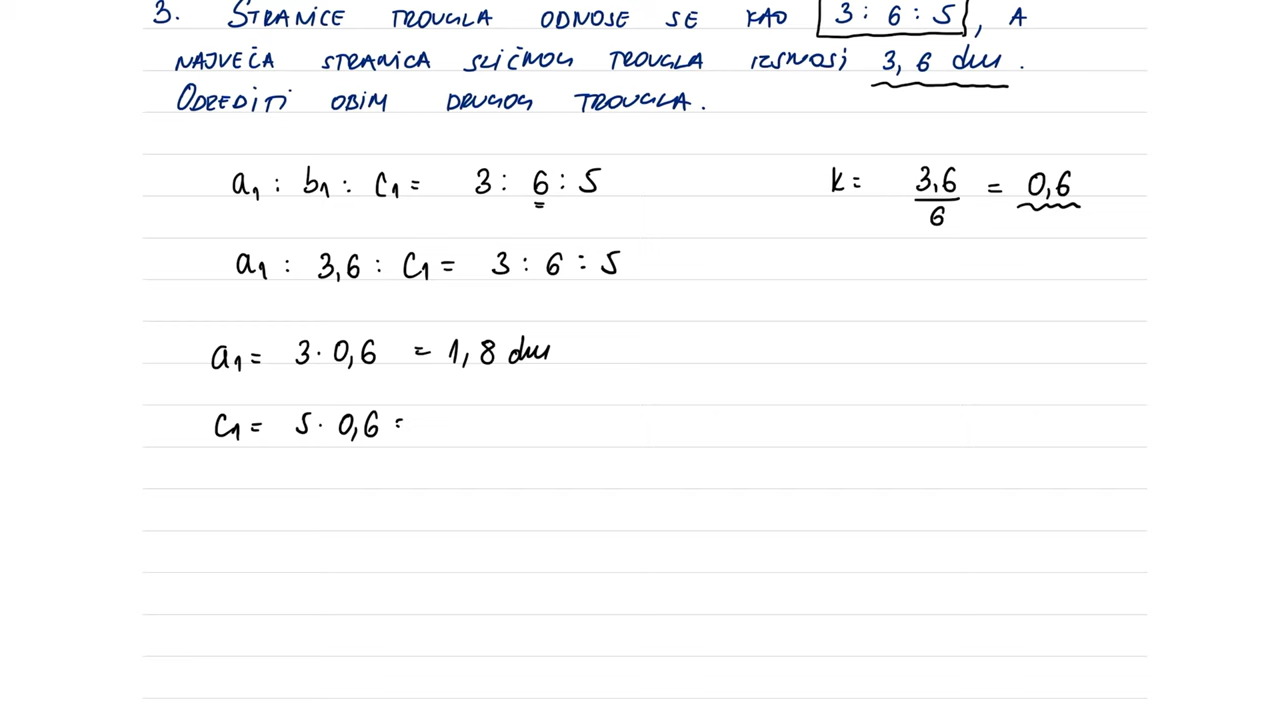 3. STRANICE TROUGLA ODNOSE SE KAO 3 : 6 : 5, A
NAJVEĆA STRANICA SLIČNOG TROUGLA IZNOSI 3,6 dm.
ODREDITI OBIM DRUGOG TROUGLA.
a₁ : b₁ : c₁ = 3 : 6 : 5
k = 3,6/6 = 0,6
a₁ : 3,6 : c₁ = 3 : 6 : 5
a₁ = 3 · 0,6 = 1,8 dm
c₁ = 5 · 0,6 =